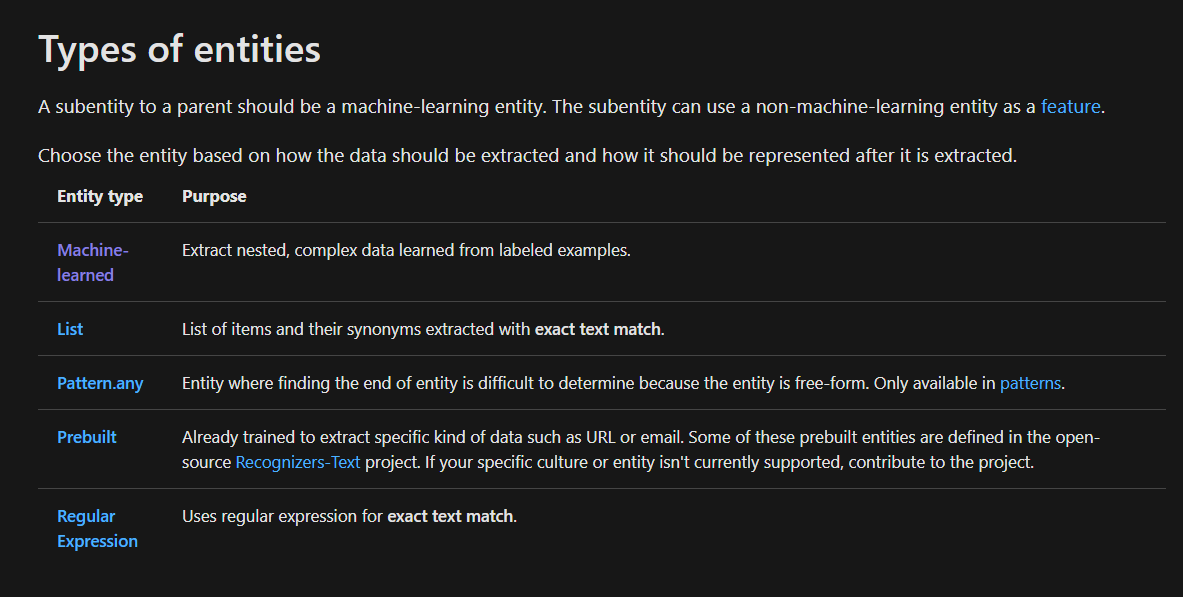 Types of entities
A subentity to a parent should be a machine-learning entity. The subentity can use a non-machine-learning entity as a feature.
Choose the entity based on how the data should be extracted and how it should be represented after it is extracted.
Entity type Purpose
Machine-
learned
Extract nested, complex data learned from labeled examples.
List List of items and their synonyms extracted with exact text match.
Pattern.any Entity where finding the end of entity is difficult to determine because the entity is free-form. Only available in patterns.
Prebuilt Already trained to extract specific kind of data such as URL or email. Some of these prebuilt entities are defined in the open-
source Recognizers-Text project. If your specific culture or entity isn't currently supported, contribute to the project.
Regular
Expression
Uses regular expression for exact text match.